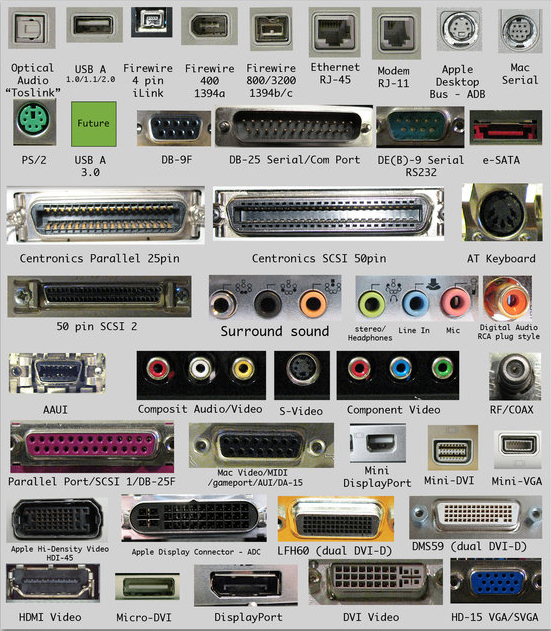 Optical Audio "Toslink"
USB A 1.0/1.1/2.0
Firewire 4 pin iLink
Firewire 400 1394a
Firewire 800/3200 1394b/c
Ethernet RJ-45
Modem RJ-11
Apple Desktop Bus - ADB
Mac Serial
PS/2
Future
USB A 3.0
DB-9F
DB-25 Serial/Com Port
DE(B)-9 Serial RS232
e-SATA
Centronics Parallel 25pin
Centronics SCSI 50pin
AT Keyboard
50 pin SCSI 2
Surround sound
stereo/ Headphones
Line In
Mic
Digital Audio RCA plug style
AAUI
Composit Audio/Video
S-Video
Component Video
RF/COAX
Parallel Port/SCSI 1/DB-25F
Mac Video/MIDI /gameport/AUI/DA-15
Mini DisplayPort
Mini-DVI
Mini-VGA
Apple Hi-Density Video HDI-45
Apple Display Connector - ADC
LFH60 (dual DVI-D)
DMS59 (dual DVI-D)
HDMI Video
Micro-DVI
DisplayPort
DVI Video
HD-15 VGA/SVGA